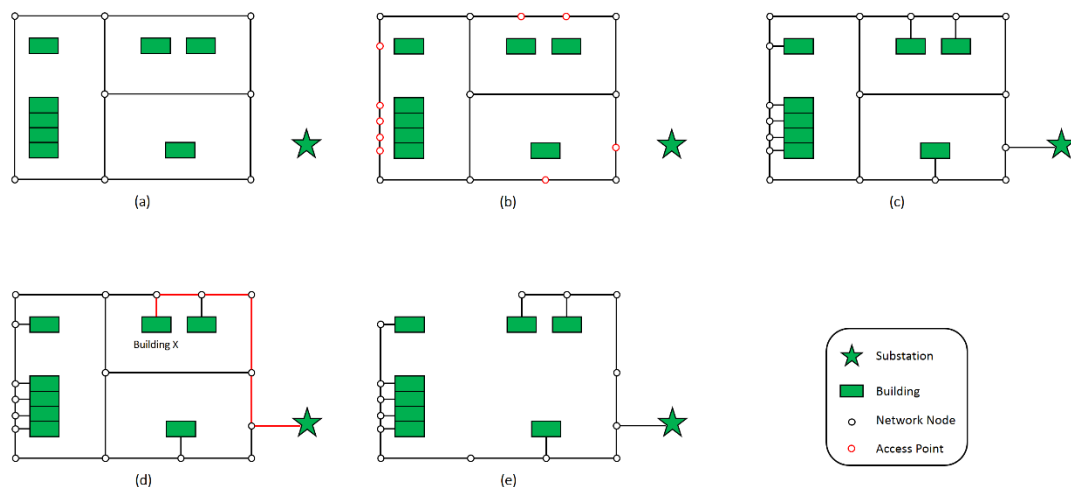 (a)
(b)
(c)
Building X
(d)
(e)
Substation
Building
Network Node
Access Point